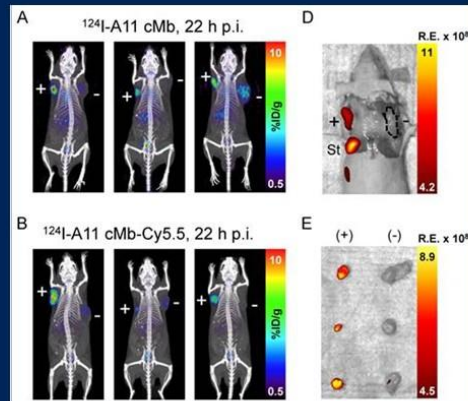 A
¹²⁴I-A11 cMb, 22 h p.i.
+
-
+
-
+
-
10
%ID/g
0.5
B
¹²⁴I-A11 cMb-Cy5.5, 22 h p.i.
+
-
+
-
+
-
10
%ID/g
0.5
D
R.E. x 10⁸
11
+
-
St
4.2
E
R.E. x 10⁸
(+)
(-)
8.9
4.5